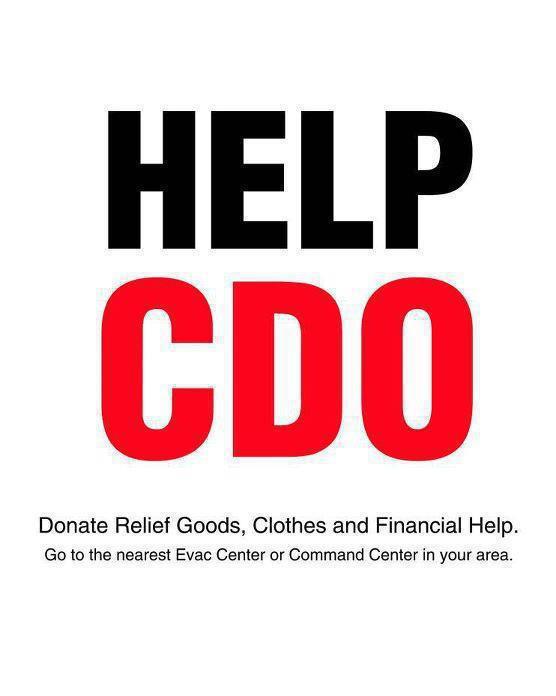 HELP
CDO
Donate Relief Goods, Clothes and Financial Help.
Go to the nearest Evac Center or Command Center in your area.